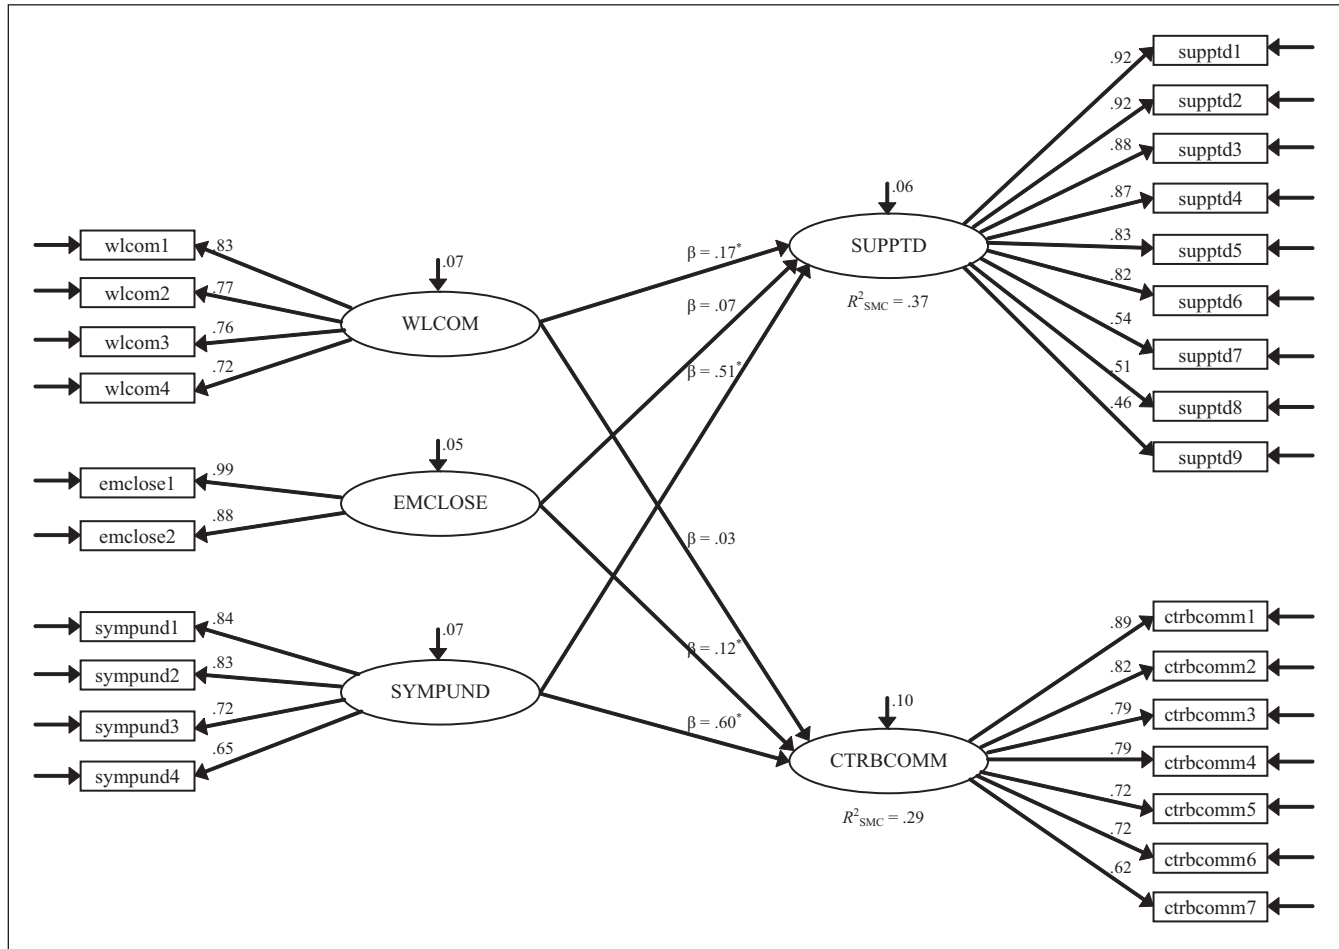 .92
supptd1
.92
supptd2
.88
supptd3
.87
supptd4
.83
supptd5
.82
supptd6
.54
supptd7
.51
supptd8
.46
supptd9
.06
SUPPTD
R²SMC = .37
wlcom1
.83
wlcom2
.77
wlcom3
.76
wlcom4
.72
.07
WLCOM
β = .17*
β = .07
β = .51*
emclose1
.99
emclose2
.88
.05
EMCLOSE
β = .03
sympund1
.84
sympund2
.83
sympund3
.72
sympund4
.65
.07
SYMPUND
β = .12*
β = .60*
.10
CTRBCOMM
R²SMC = .29
.89
ctrbcomm1
.82
ctrbcomm2
.79
ctrbcomm3
.79
ctrbcomm4
.72
ctrbcomm5
.72
ctrbcomm6
.62
ctrbcomm7